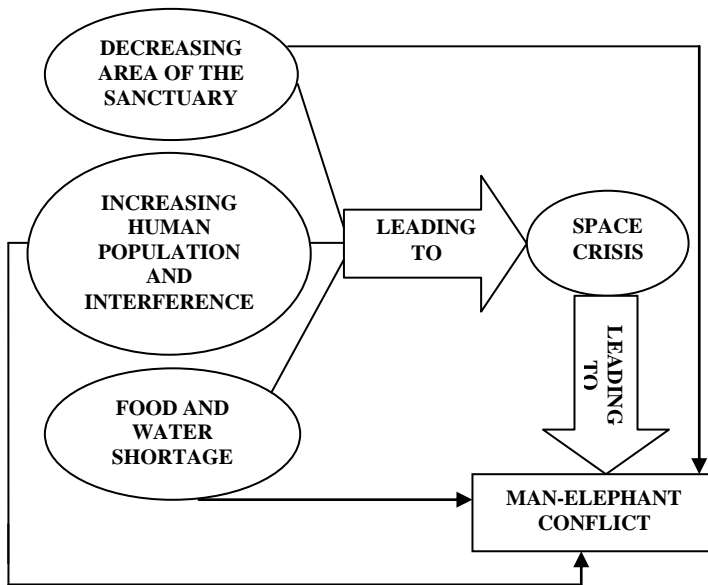 DECREASING
AREA OF THE
SANCTUARY
INCREASING
HUMAN
POPULATION
AND
INTERFERENCE
FOOD AND
WATER
SHORTAGE
LEADING
TO
SPACE
CRISIS
LEADING
TO
MAN-ELEPHANT
CONFLICT